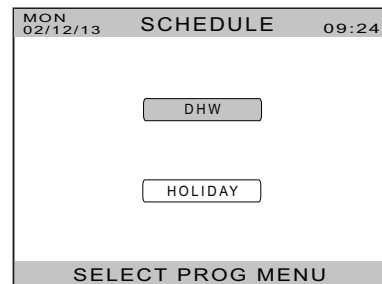 MON
02/12/13 SCHEDULE 09:24
DHW
HOLIDAY
SELECT PROG MENU